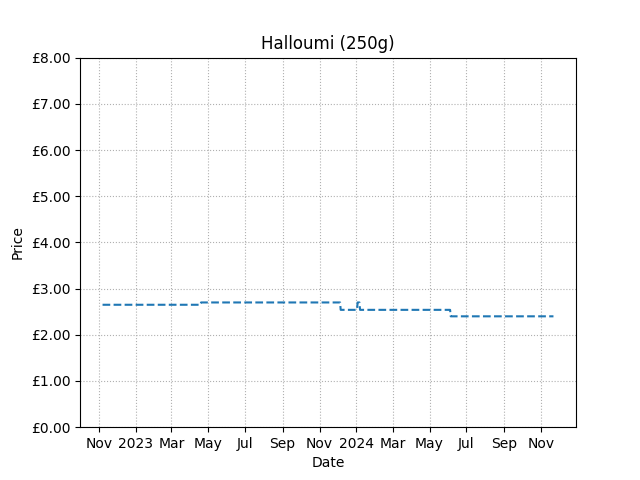 Halloumi (250g)
£8.00
£7.00
£6.00
£5.00
£4.00
£3.00
£2.00
£1.00
£0.00
Price
Nov 2023 Mar May Jul Sep Nov 2024 Mar May Jul Sep Nov
Date